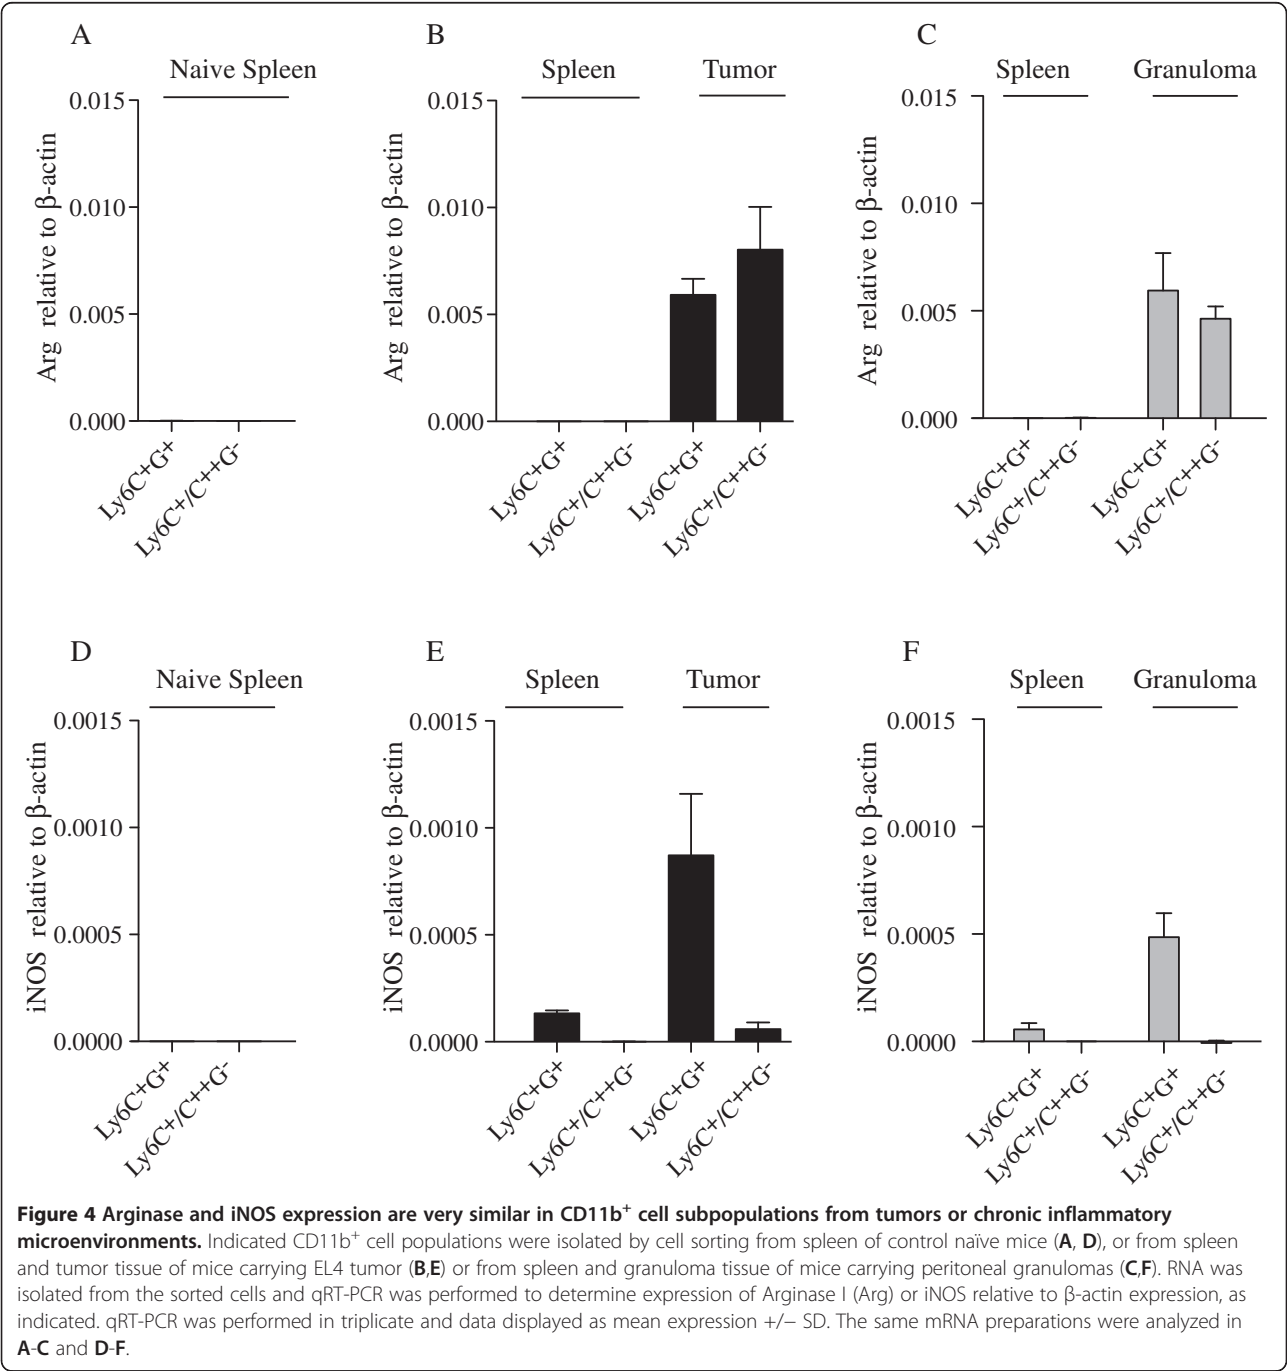 A
Naive Spleen
Arg relative to β-actin
0.015
0.010
0.005
0.000
Ly6C+G+
Ly6C+/C++G-
B
Spleen
Tumor
Arg relative to β-actin
0.015
0.010
0.005
0.000
Ly6C+G+
Ly6C+/C++G-
Ly6C+G+
Ly6C+/C++G-
C
Spleen
Granuloma
Arg relative to β-actin
0.015
0.010
0.005
0.000
Ly6C+G+
Ly6C+/C++G-
Ly6C+G+
Ly6C+/C++G-
D
Naive Spleen
iNOS relative to β-actin
0.0015
0.0010
0.0005
0.0000
Ly6C+G+
Ly6C+/C++G-
E
Spleen
Tumor
iNOS relative to β-actin
0.0015
0.0010
0.0005
0.0000
Ly6C+G+
Ly6C+/C++G-
Ly6C+G+
Ly6C+/C++G-
F
Spleen
Granuloma
iNOS relative to β-actin
0.0015
0.0010
0.0005
0.0000
Ly6C+G+
Ly6C+/C++G-
Ly6C+G+
Ly6C+/C++G-
Figure 4 Arginase and iNOS expression are very similar in CD11b+ cell subpopulations from tumors or chronic inflammatory
microenvironments. Indicated CD11b+ cell populations were isolated by cell sorting from spleen of control naïve mice (A, D), or from spleen
and tumor tissue of mice carrying EL4 tumor (B,E) or from spleen and granuloma tissue of mice carrying peritoneal granulomas (C,F). RNA was
isolated from the sorted cells and qRT-PCR was performed to determine expression of Arginase I (Arg) or iNOS relative to β-actin expression, as
indicated. qRT-PCR was performed in triplicate and data displayed as mean expression +/− SD. The same mRNA preparations were analyzed in
A-C and D-F.